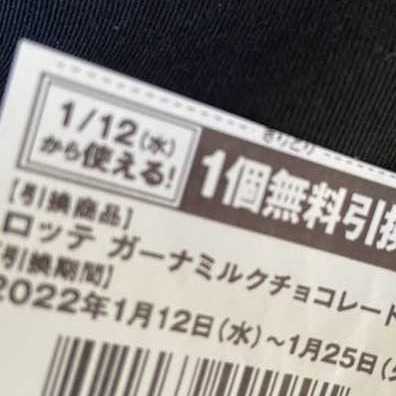 きりとり
1/12(水)
から使える!
1個無料引換
[引換商品]
ロッテ ガーナミルクチョコレート
[引換期間]
2022年1月12日(水)~1月25日(火